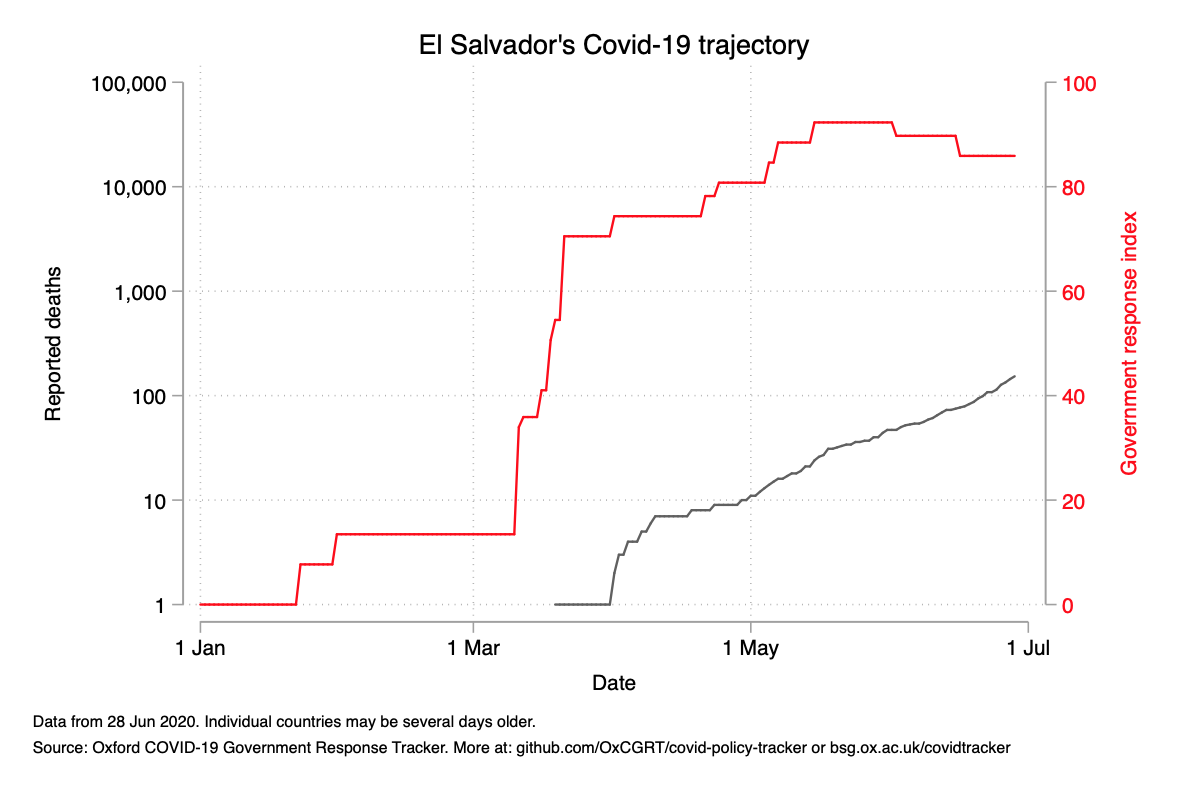 El Salvador's Covid-19 trajectory
100,000
10,000
1,000
100
10
1
Reported deaths
100
80
60
40
20
0
Government response index
1 Jan
1 Mar
1 May
1 Jul
Date
Data from 28 Jun 2020. Individual countries may be several days older.
Source: Oxford COVID-19 Government Response Tracker. More at: github.com/OxCGRT/covid-policy-tracker or bsg.ox.ac.uk/covidtracker